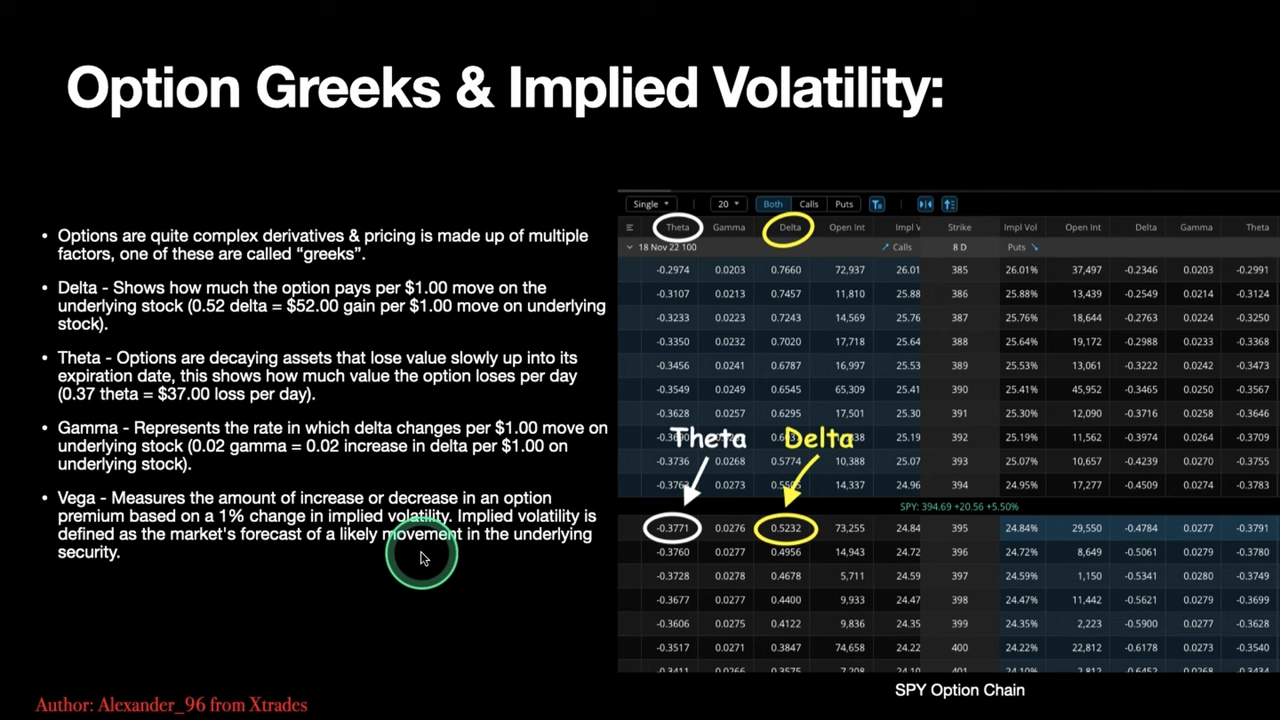 Option Greeks & Implied Volatility:
• Options are quite complex derivatives & pricing is made up of multiple
factors, one of these are called “greeks”.
• Delta - Shows how much the option pays per $1.00 move on the
underlying stock (0.52 delta = $52.00 gain per $1.00 move on underlying
stock).
• Theta - Options are decaying assets that lose value slowly up into its
expiration date, this shows how much value the option loses per day
(0.37 theta = $37.00 loss per day).
• Gamma - Represents the rate in which delta changes per $1.00 move on
underlying stock (0.02 gamma = 0.02 increase in delta per $1.00 on
underlying stock).
• Vega - Measures the amount of increase or decrease in an option
premium based on a 1% change in implied volatility. Implied volatility is
defined as the market's forecast of a likely movement in the underlying
security.
Single 20 Both Calls Puts
Theta Gamma Delta Open Int Impl V Strike Impl Vol Open Int Delta Gamma Theta
18 Nov 22 100 Calls 8 D Puts
-0.2974 0.0203 0.7660 72,937 26.01 385 26.01% 37,497 -0.2346 0.0203 -0.2991
-0.3107 0.0213 0.7457 11,810 25.88 386 25.88% 13,439 -0.2549 0.0214 -0.3124
-0.3233 0.0223 0.7243 14,569 25.76 387 25.76% 18,684 -0.2763 0.0224 -0.3250
-0.3350 0.0232 0.7020 17,718 25.64 388 25.64% 19,172 -0.2988 0.0233 -0.3368
-0.3456 0.0241 0.6787 16,997 25.53 389 25.53% 13,061 -0.3222 0.0242 -0.3473
-0.3549 0.0249 0.6545 65,309 25.41 390 25.41% 45,952 -0.3465 0.0250 -0.3567
-0.3628 0.0257 0.6295 17,501 25.30 391 25.30% 12,090 -0.3716 0.0258 -0.3646
25.19 392 25.19% 11,562 -0.3974 0.0264 -0.3709
Theta Delta
-0.3736 0.0268 0.5774 10,388 25.07 393 25.07% 10,657 -0.4239 0.0270 -0.3755
0.0273 14,337 24.95 394 24.95% 17,277 -0.4509 0.0274 -0.3783
SPY: 394.69 +20.56 +5.50%
-0.3771 0.0276 0.5232 73,255 24.84 395 24.84% 29,550 -0.4784 0.0277 -0.3791
-0.3760 0.0277 0.4956 14,943 24.72 396 24.72% 8,649 -0.5061 0.0279 -0.3780
-0.3728 0.0278 0.4678 5,711 24.59 397 24.59% 1,150 -0.5341 0.0280 -0.3749
-0.3677 0.0277 0.4400 9,933 24.47 398 24.47% 11,442 -0.5621 0.0279 -0.3699
-0.3606 0.0275 0.4122 9,836 24.35 399 24.35% 2,223 -0.5900 0.0277 -0.3628
-0.3517 0.0271 0.3847 74,658 24.22 400 24.22% 22,812 -0.6178 0.0273 -0.3540
SPY Option Chain
Author: Alexander_96 from Xtrades